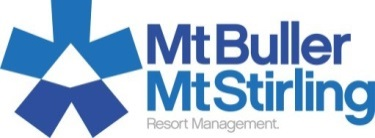 Mt Buller
Mt Stirling
Resort Management.